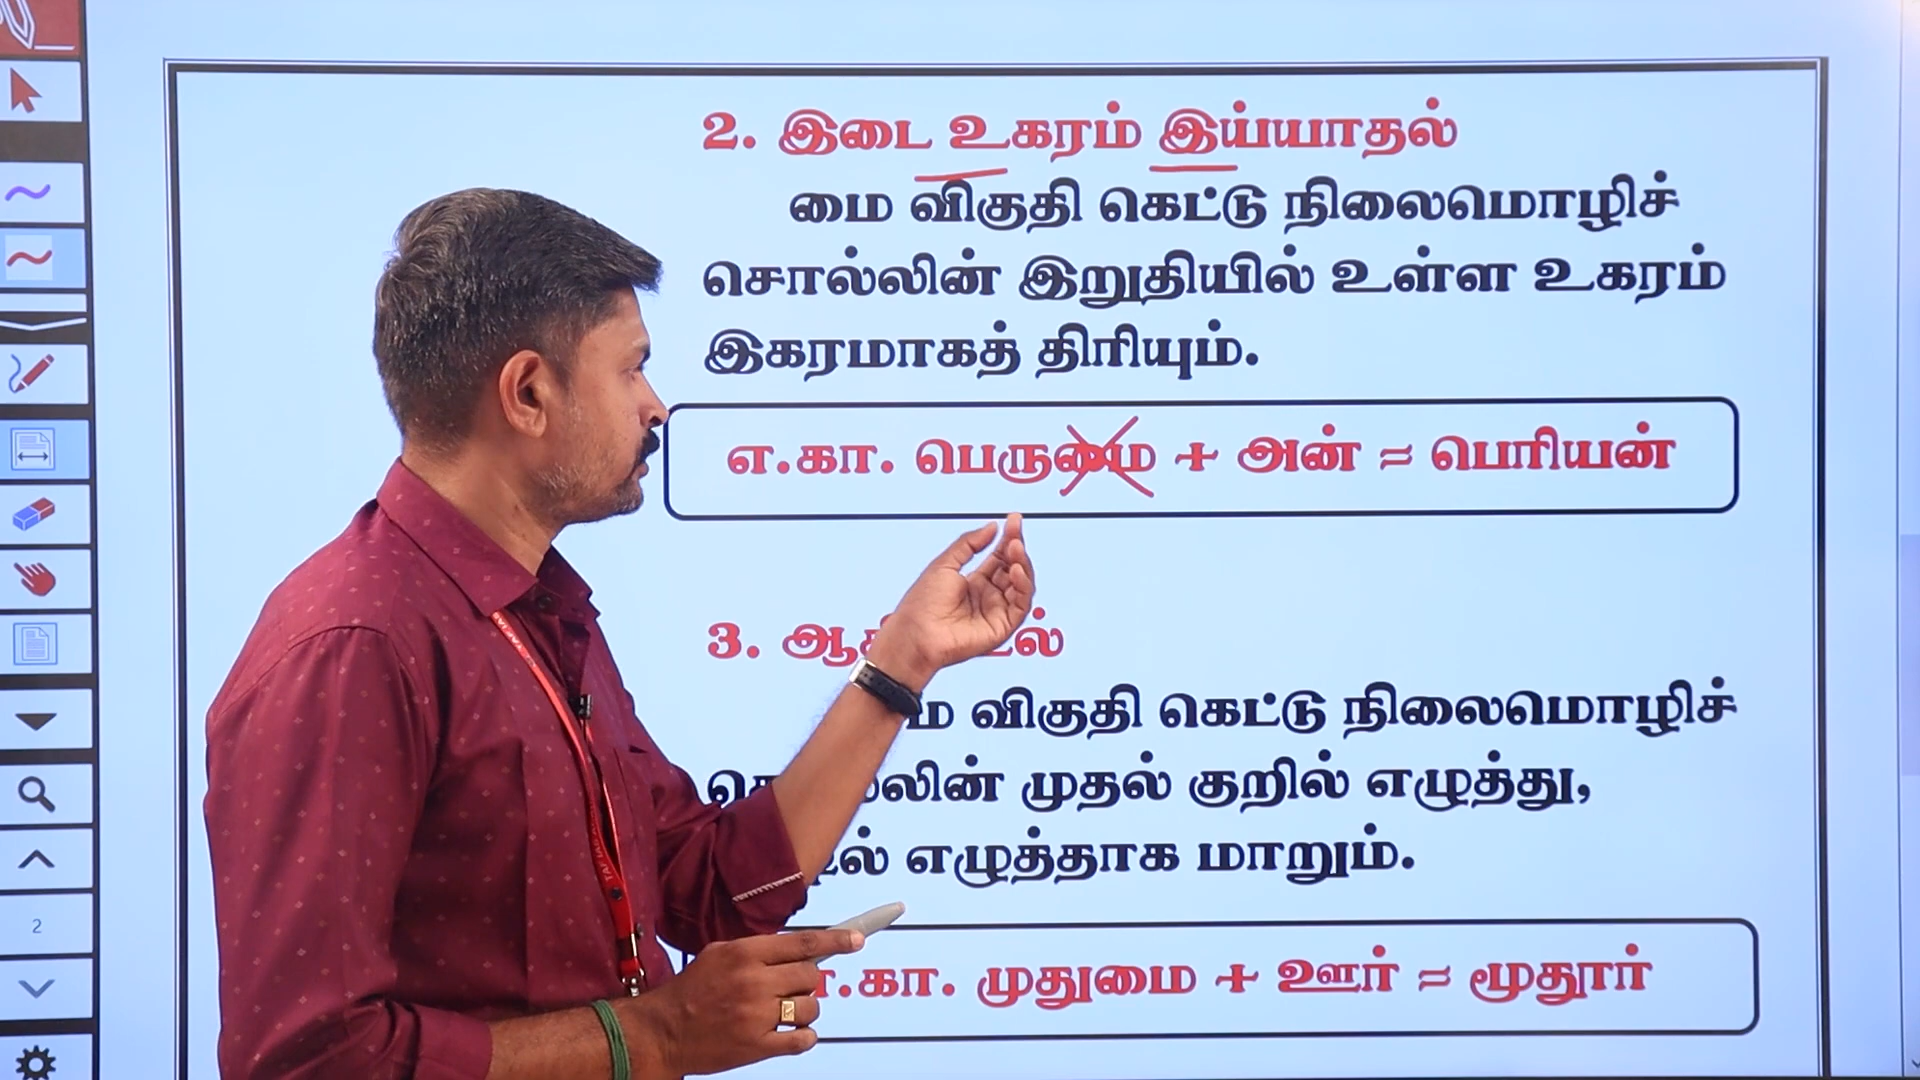 2. இடை உகரம் இய்யாதல்
மை விகுதி கெட்டு நிலைமொழிச்
சொல்லின் இறுதியில் உள்ள உகரம்
இகரமாகத் திரியும்.
எ.கா. பெருமை + அன் = பெரியன்
3.
விகுதி கெட்டு நிலைமொழிச்
முதல் குறில் எழுத்து,
எழுத்தாக மாறும்.
முதுமை + ஊர் = மூதூர்
2